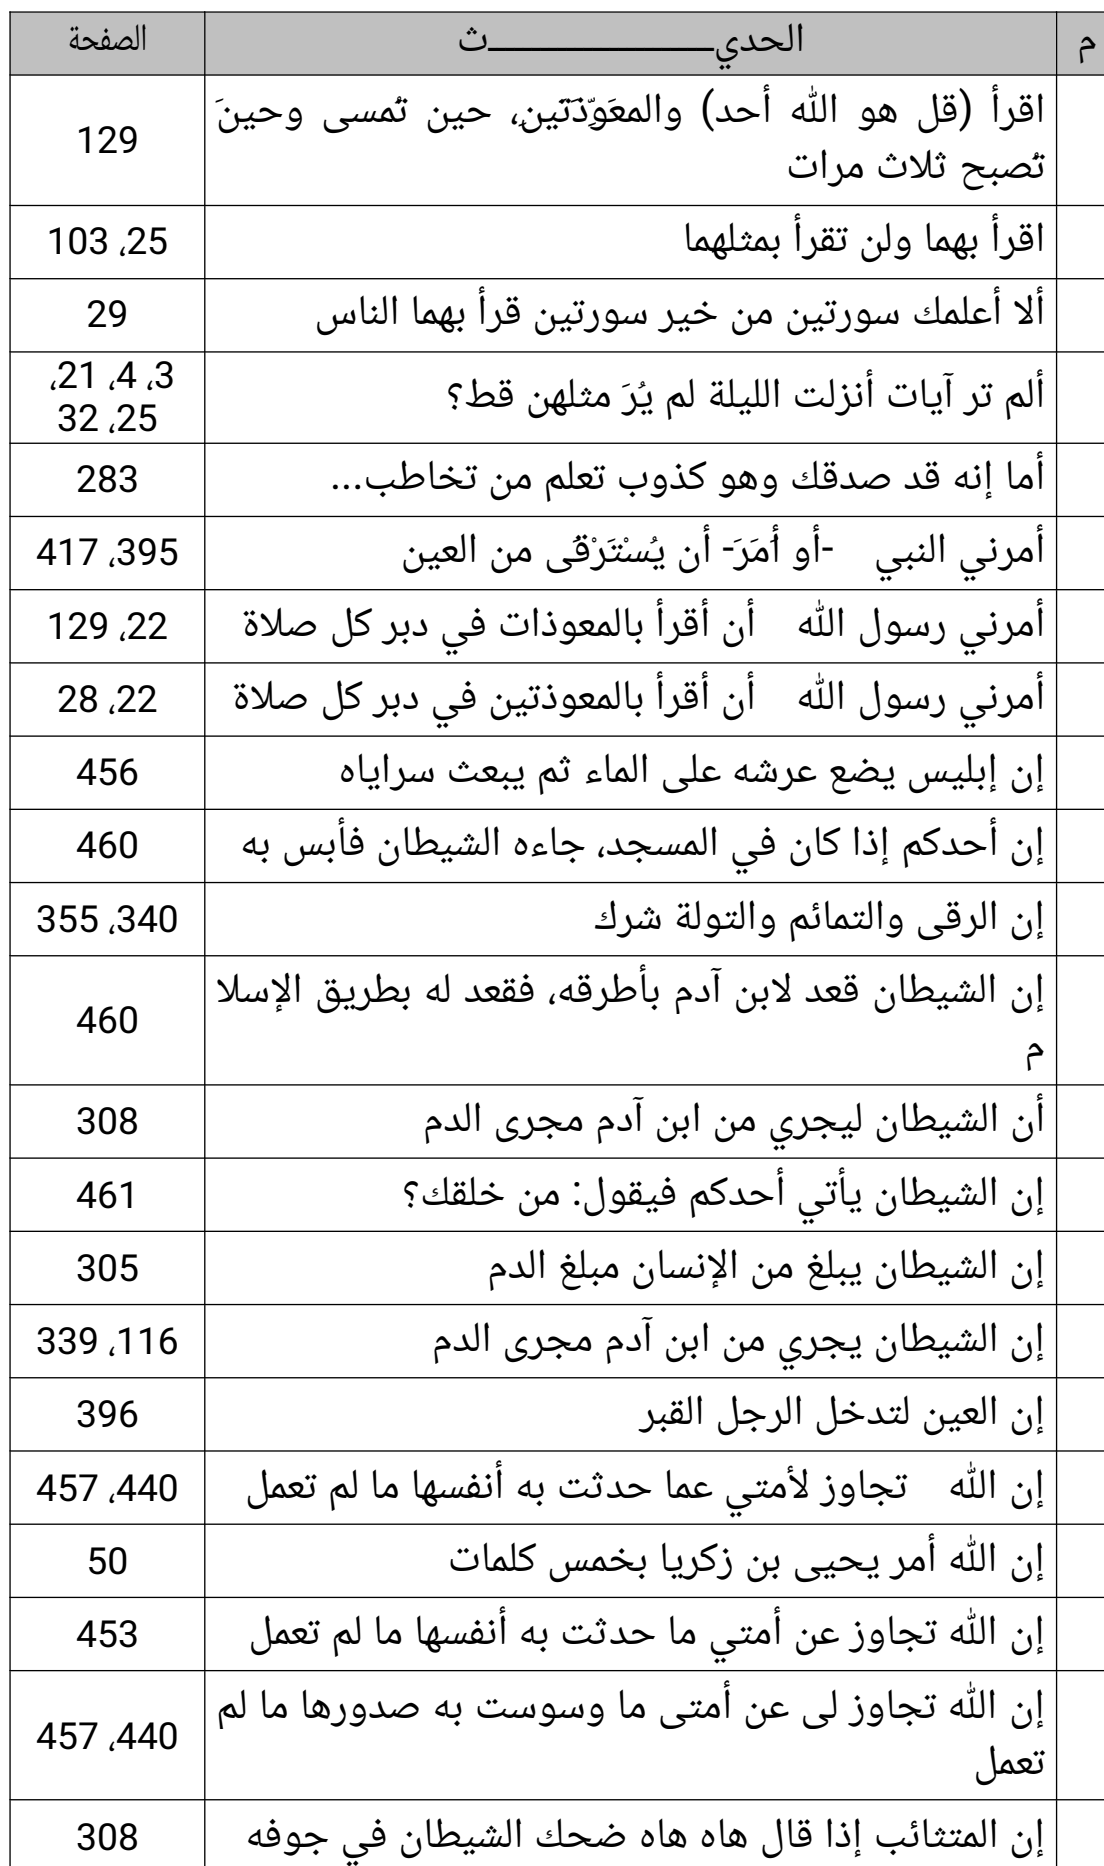 م الحديـــــــــــــــــث الصفحة
اقرأ (قل هو الله أحد) والمعَوِّذَتَين، حين تُمسى وحينَ
تُصبح ثلاث مرات
129
اقرأ بهما ولن تقرأ بمثلهما 25، 103
ألا أعلمك سورتين من خير سورتين قرأ بهما الناس 29
ألم تر آيات أنزلت الليلة لم يُرَ مثلهن قط؟
3، 4، 21،
25، 32
أما إنه قد صدقك وهو كذوب تعلم من تخاطب... 283
أمرني النبي -أو أَمَرَ- أن يُسْتَرْقَى من العين 395، 417
أمرني رسول الله أن أقرأ بالمعوذات في دبر كل صلاة 22، 129
أمرني رسول الله أن أقرأ بالمعوذتين في دبر كل صلاة 22، 28
إن إبليس يضع عرشه على الماء ثم يبعث سراياه 456
إن أحدكم إذا كان في المسجد، جاءه الشيطان فأبس به 460
إن الرقى والتمائم والتولة شرك 340، 355
إن الشيطان قعد لابن آدم بأطرقه، فقعد له بطريق الإسلا
م
460
أن الشيطان ليجري من ابن آدم مجرى الدم 308
إن الشيطان يأتي أحدكم فيقول: من خلقك؟ 461
إن الشيطان يبلغ من الإنسان مبلغ الدم 305
إن الشيطان يجري من ابن آدم مجرى الدم 116، 339
إن العين لتدخل الرجل القبر 396
إن الله تجاوز لأمتي عما حدثت به أنفسها ما لم تعمل 440، 457
إن الله أمر يحيى بن زكريا بخمس كلمات 50
إن الله تجاوز عن أمتي ما حدثت به أنفسها ما لم تعمل 453
إن الله تجاوز لى عن أمتى ما وسوست به صدورها ما لم
تعمل
440، 457
إن المتثائب إذا قال هاه هاه ضحك الشيطان في جوفه 308